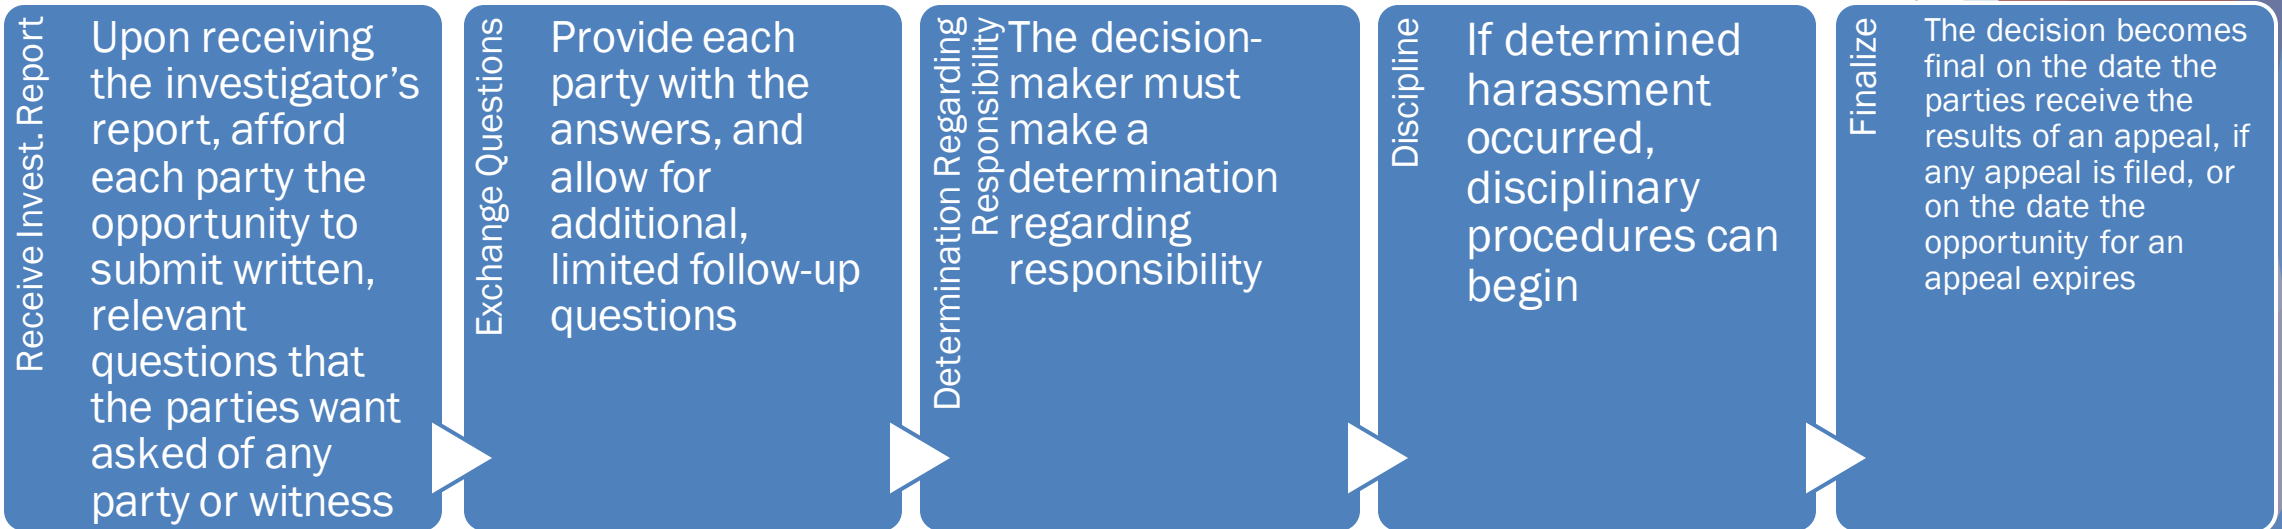 Receive Invest. Report
Upon receiving
the investigator’s
report, afford
each party the
opportunity to
submit written,
relevant
questions that
the parties want
asked of any
party or witness
Exchange Questions
Provide each
party with the
answers, and
allow for
additional,
limited follow-up
questions
Determination Regarding
Responsibility
The decision-
maker must
make a
determination
regarding
responsibility
Discipline
If determined
harassment
occurred,
disciplinary
procedures can
begin
Finalize
The decision becomes
final on the date the
parties receive the
results of an appeal, if
any appeal is filed, or
on the date the
opportunity for an
appeal expires